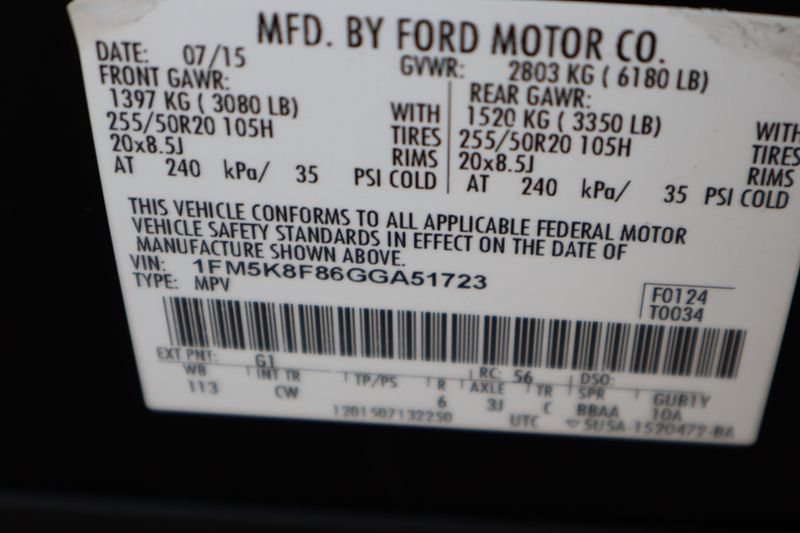 MFD. BY FORD MOTOR CO.
DATE: 07/15 GVWR: 2803 KG ( 6180 LB)
FRONT GAWR: REAR GAWR:
1397 KG ( 3080 LB) WITH 1520 KG ( 3350 LB) WITH
255/50R20 105H TIRES 255/50R20 105H TIRES
20x8.5J RIMS 20x8.5J RIMS
AT 240 kPa/ 35 PSI COLD AT 240 kPa/ 35 PSI COLD
THIS VEHICLE CONFORMS TO ALL APPLICABLE FEDERAL MOTOR
VEHICLE SAFETY STANDARDS IN EFFECT ON THE DATE OF
MANUFACTURE SHOWN ABOVE.
VIN: 1FM5K8F86GGA51723
TYPE: MPV
F0124
T0034
EXT PNT: G1 RC: 56 DSO:
WB INT TR TP/PS R AXLE TR SPR GUB1Y
113 CW 6 3J C BBAA 10A
1201507132250 UTC ▽5U5A-1520472-BA